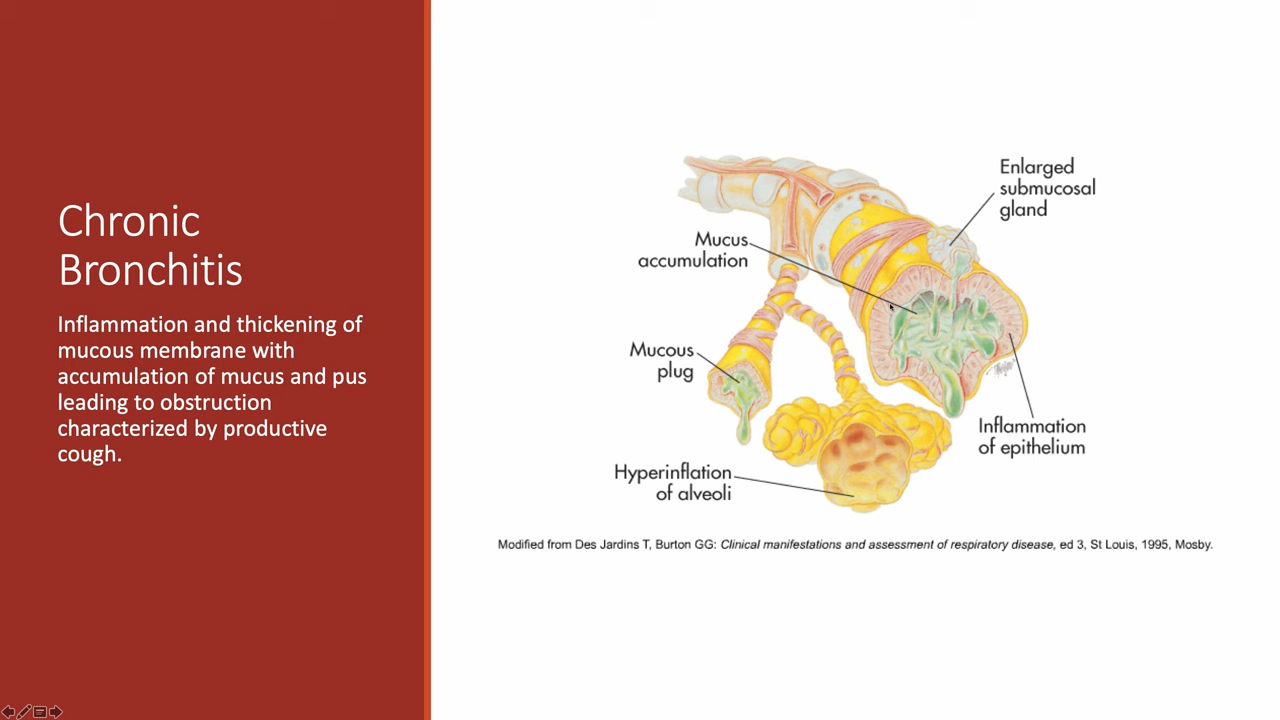 Chronic
Bronchitis
Inflammation and thickening of
mucous membrane with
accumulation of mucus and pus
leading to obstruction
characterized by productive
cough.
Enlarged
submucosal
gland
Mucus
accumulation
Mucous
plug
Inflammation
of epithelium
Hyperinflation
of alveoli
Modified from Des Jardins T, Burton GG: Clinical manifestations and assessment of respiratory disease, ed 3, St Louis, 1995, Mosby.